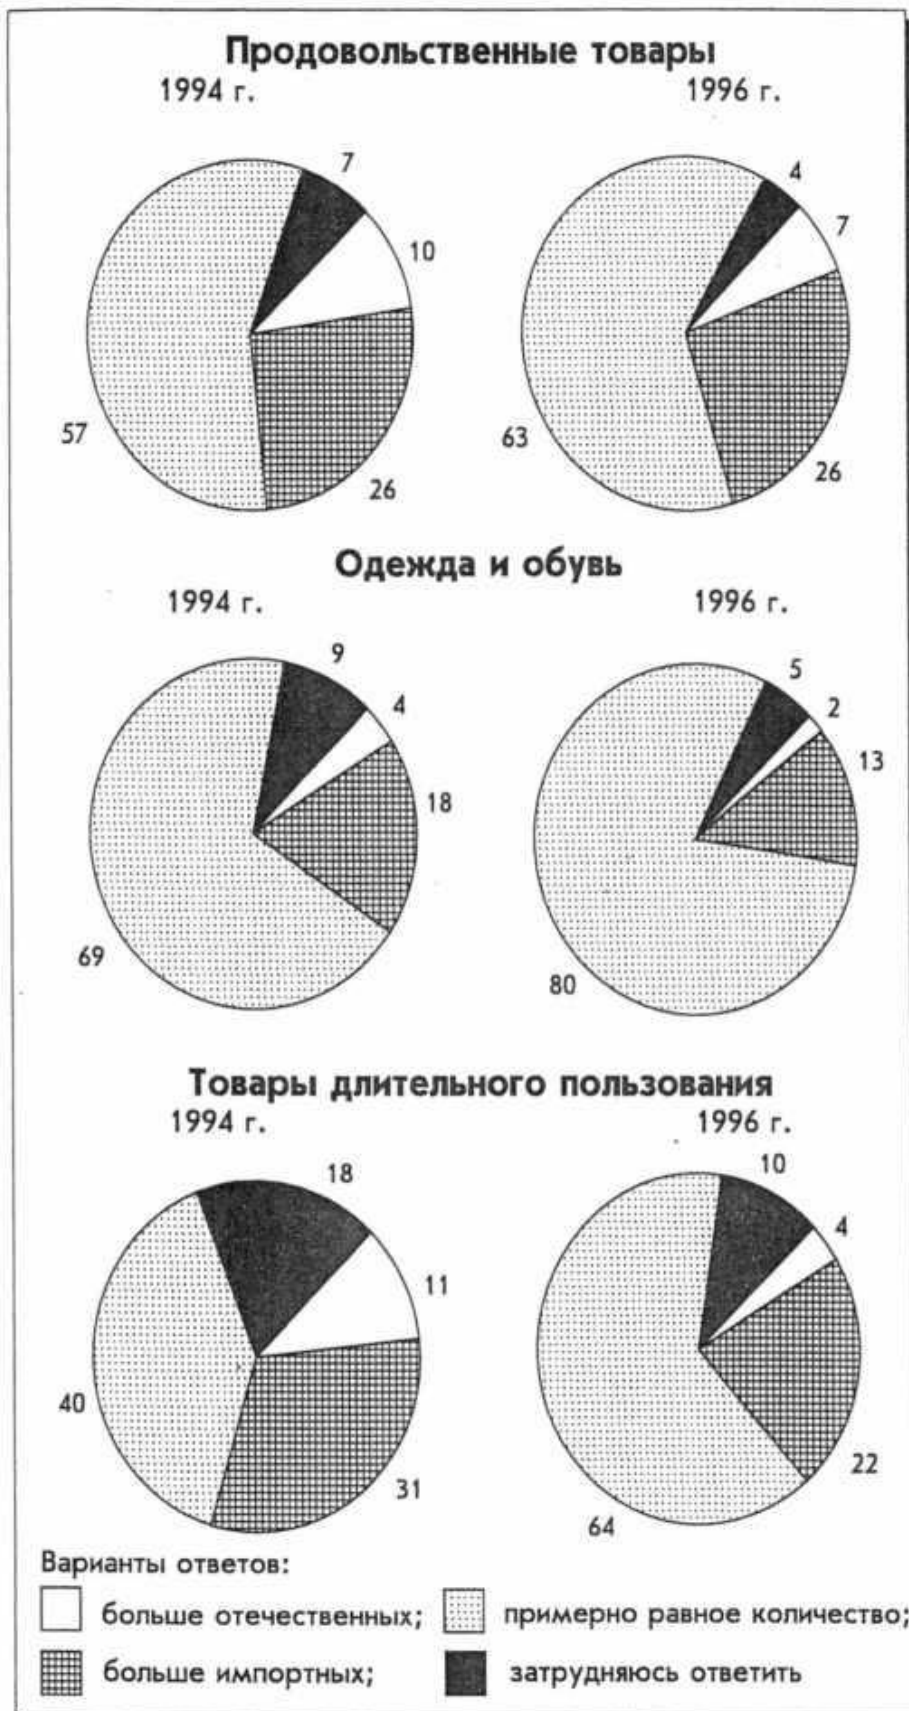 Продовольственные товары
1994 г. 1996 г.
7 4
10 7
57 63
26 26
Одежда и обувь
1994 г. 1996 г.
9 5
4 2
18 13
69 80
Товары длительного пользования
1994 г. 1996 г.
18 10
11 4
40 22
31 64
Варианты ответов:
больше отечественных; примерно равное количество;
больше импортных; затрудняюсь ответить